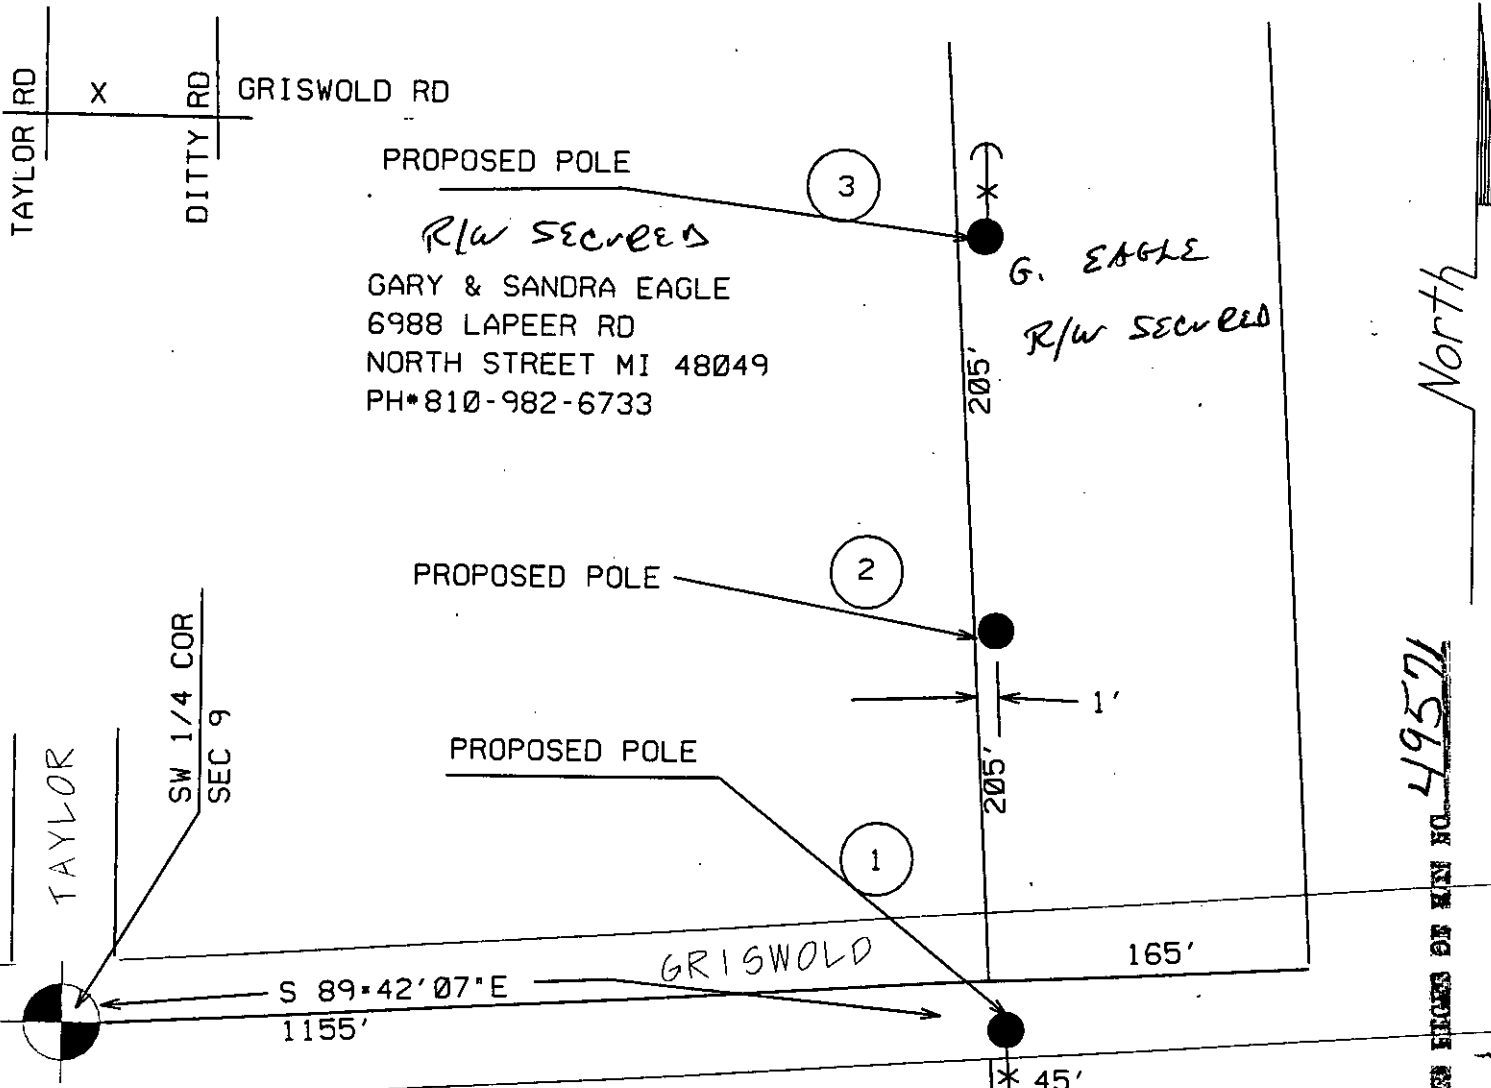 TAYLOR RD
X
DITTY RD
GRISWOLD RD
PROPOSED POLE
3
R/W SECURED
GARY & SANDRA EAGLE
6988 LAPEER RD
NORTH STREET MI 48049
PH•810-982-6733
G. EAGLE
R/W SECURED
205'
North
PROPOSED POLE
2
1'
SW 1/4 COR
SEC 9
TAYLOR
PROPOSED POLE
1
205'
49571
GRISWOLD
165'
S 89•42'07"E
1155'
45'